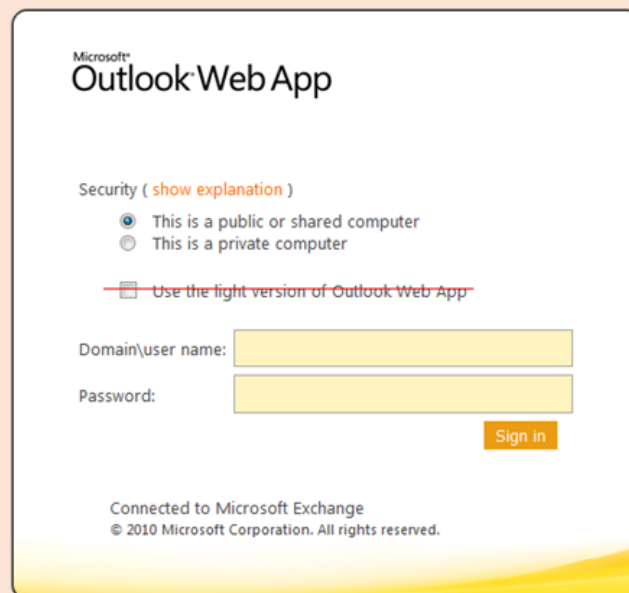 Microsoft®
Outlook Web App
Security ( show explanation )
This is a public or shared computer
This is a private computer
Use the light version of Outlook Web App
Domain\user name:
Password:
Sign in
Connected to Microsoft Exchange
© 2010 Microsoft Corporation. All rights reserved.